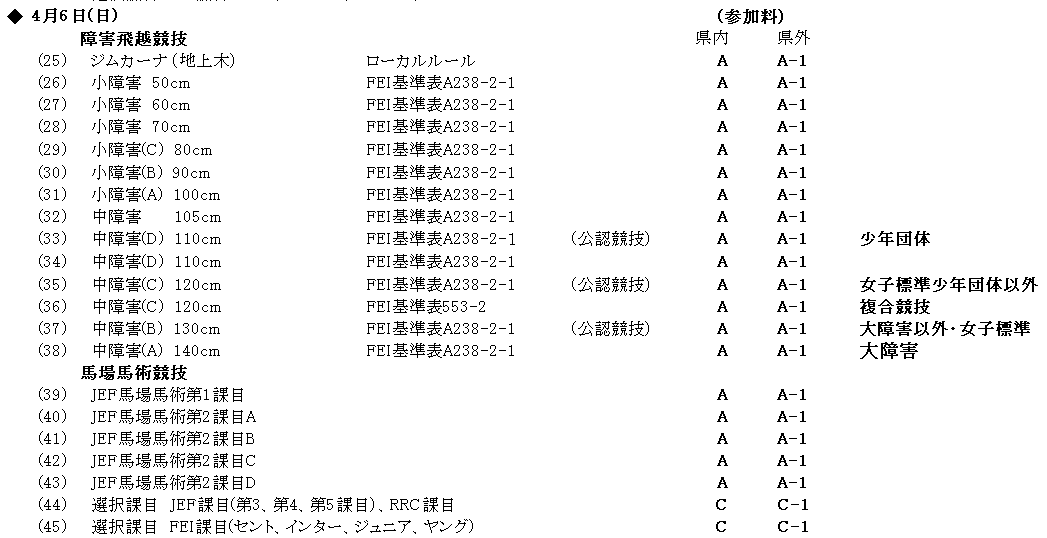 ◆ 4月6日(日) (参加料)
障害飛越競技 県内 県外
(25) ジムカーナ(地上木) ローカルルール A A-1
(26) 小障害 50cm FEI基準表A238-2-1 A A-1
(27) 小障害 60cm FEI基準表A238-2-1 A A-1
(28) 小障害 70cm FEI基準表A238-2-1 A A-1
(29) 小障害(C) 80cm FEI基準表A238-2-1 A A-1
(30) 小障害(B) 90cm FEI基準表A238-2-1 A A-1
(31) 小障害(A) 100cm FEI基準表A238-2-1 A A-1
(32) 中障害 105cm FEI基準表A238-2-1 A A-1
(33) 中障害(D) 110cm FEI基準表A238-2-1 (公認競技) A A-1 少年団体
(34) 中障害(D) 110cm FEI基準表A238-2-1 A A-1
(35) 中障害(C) 120cm FEI基準表A238-2-1 (公認競技) A A-1 女子標準少年団体以外
(36) 中障害(C) 120cm FEI基準表553-2 A A-1 複合競技
(37) 中障害(B) 130cm FEI基準表A238-2-1 (公認競技) A A-1 大障害以外・女子標準
(38) 中障害(A) 140cm FEI基準表A238-2-1 A A-1 大障害
馬場馬術競技
(39) JEF馬場馬術第1課目 A A-1
(40) JEF馬場馬術第2課目A A A-1
(41) JEF馬場馬術第2課目B A A-1
(42) JEF馬場馬術第2課目C A A-1
(43) JEF馬場馬術第2課目D A A-1
(44) 選択課目 JEF課目(第3、第4、第5課目)、RRC課目 C C-1
(45) 選択課目 FEI課目(セント、インター、ジュニア、ヤング) C C-1